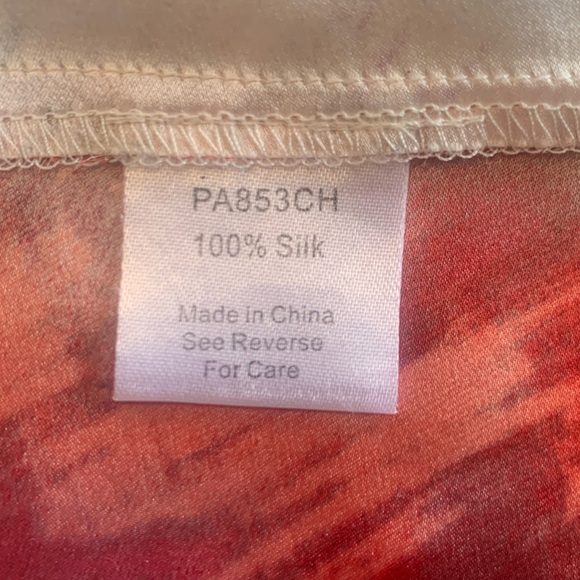 PA853CH
100% Silk
Made in China
See Reverse
For Care